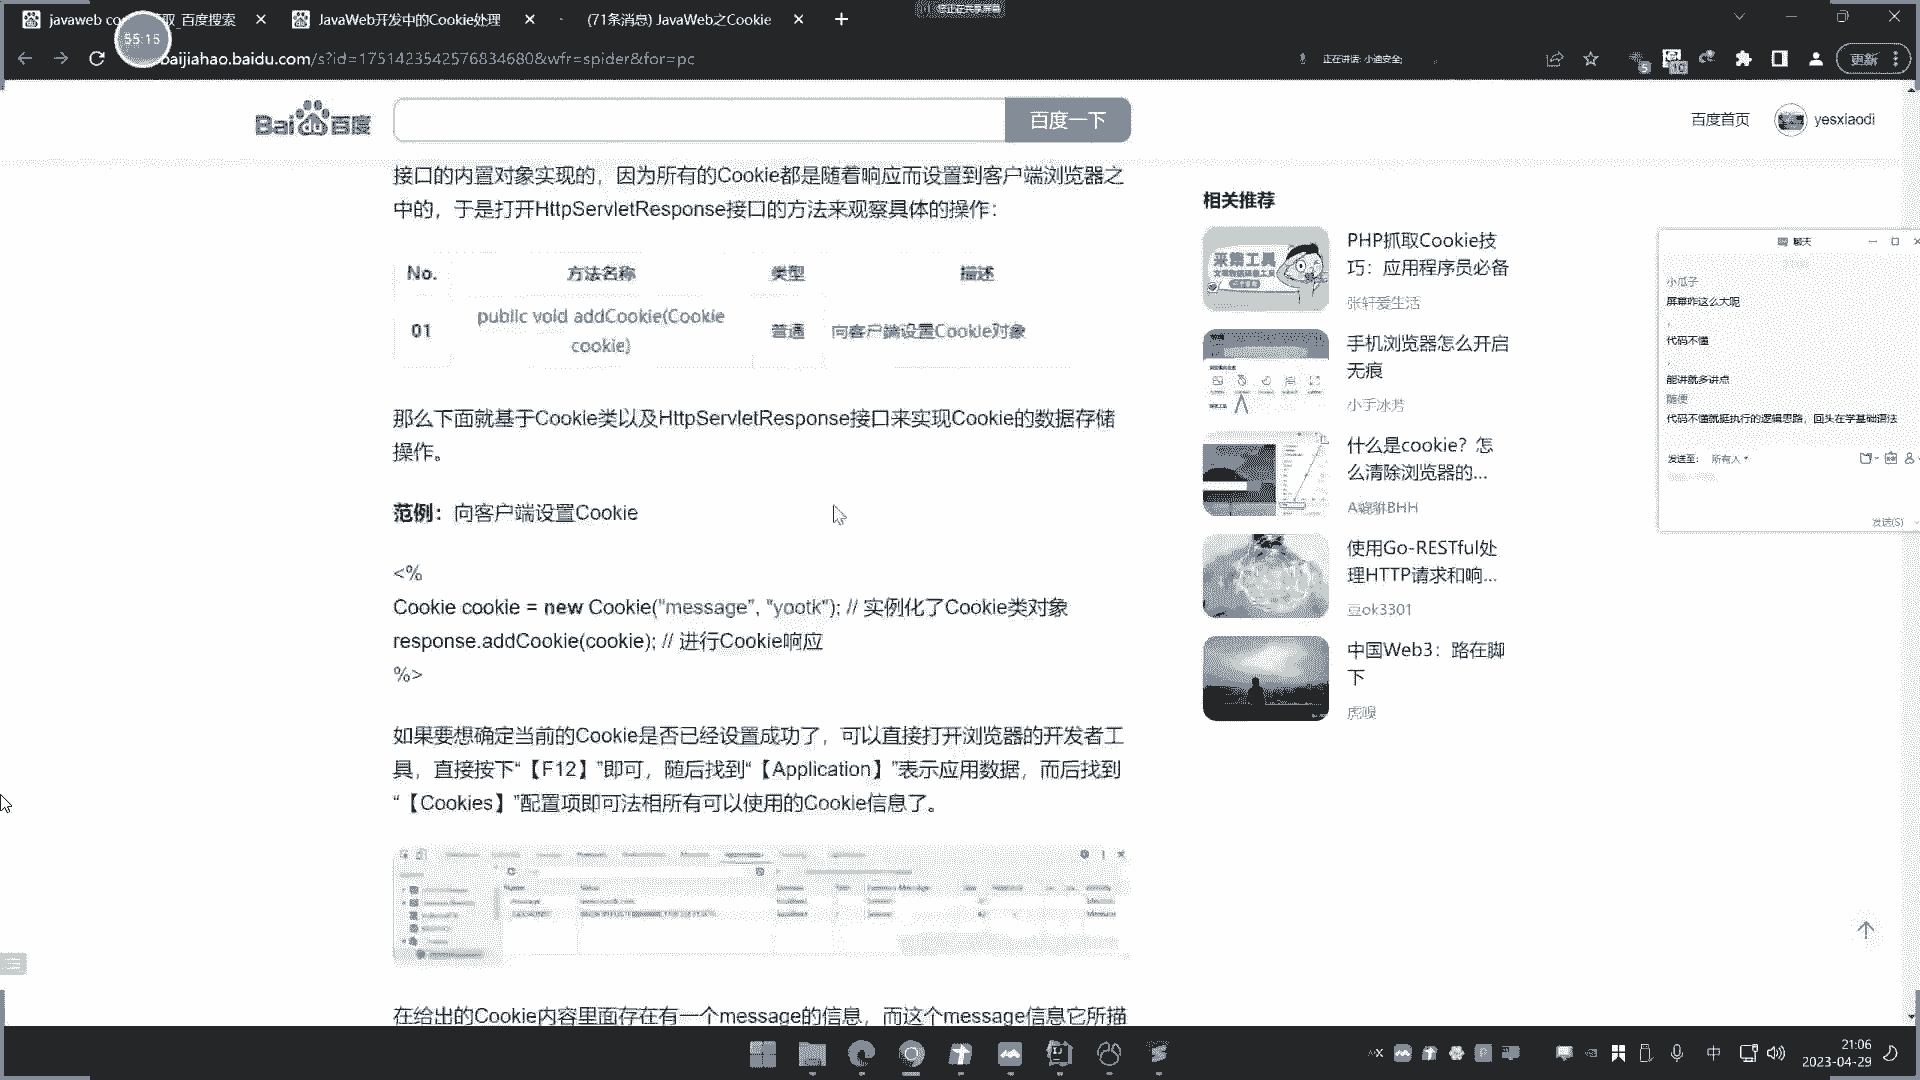 百度搜索
JavaWeb开发中的Cookie处理
(71条消息) JavaWeb之Cookie
55:15
baijiahao.baidu.com/s?id=1751423542576834680&wfr=spider&for=pc
正在讲话: 小迪安全;
更新
Bai du 百度
百度一下
百度首页
yesxiaodi
接口的内置对象实现的，因为所有的Cookie都是随着响应而设置到客户端浏览器之
中的，于是打开HttpServletResponse接口的方法来观察具体的操作：
No. 方法名称 类型 描述
01 public void addCookie(Cookie cookie) 普通 向客户端设置Cookie对象
那么下面就基于Cookie类以及HttpServletResponse接口来实现Cookie的数据存储
操作。
范例：向客户端设置Cookie
<%
Cookie cookie = new Cookie("message", "yootk"); // 实例化了Cookie类对象
response.addCookie(cookie); // 进行Cookie响应
%>
如果要想确定当前的Cookie是否已经设置成功了，可以直接打开浏览器的开发者工
具，直接按下“【F12】”即可，随后找到“【Application】”表示应用数据，而后找到
“【Cookies】”配置项即可法相所有可以使用的Cookie信息了。
在给出的Cookie内容里面存在有一个message的信息，而这个message信息它所描
相关推荐
PHP抓取Cookie技
巧：应用程序员必备
张轩爱生活
手机浏览器怎么开启
无痕
小于冰芳
什么是cookie？怎
么清除浏览器的...
A貔貅BHH
使用Go-RESTful处
理HTTP请求和响...
豆ok3301
中国Web3：路在脚
下
虎嗅
聊天
小瓜子
屏幕咋这么大呢
代码不懂
能讲就多讲点
随便
代码不懂就挺执行的逻辑思路，回头在学基础语法
发送至： 所有人
发送(S)
中
21:06
2023-04-29